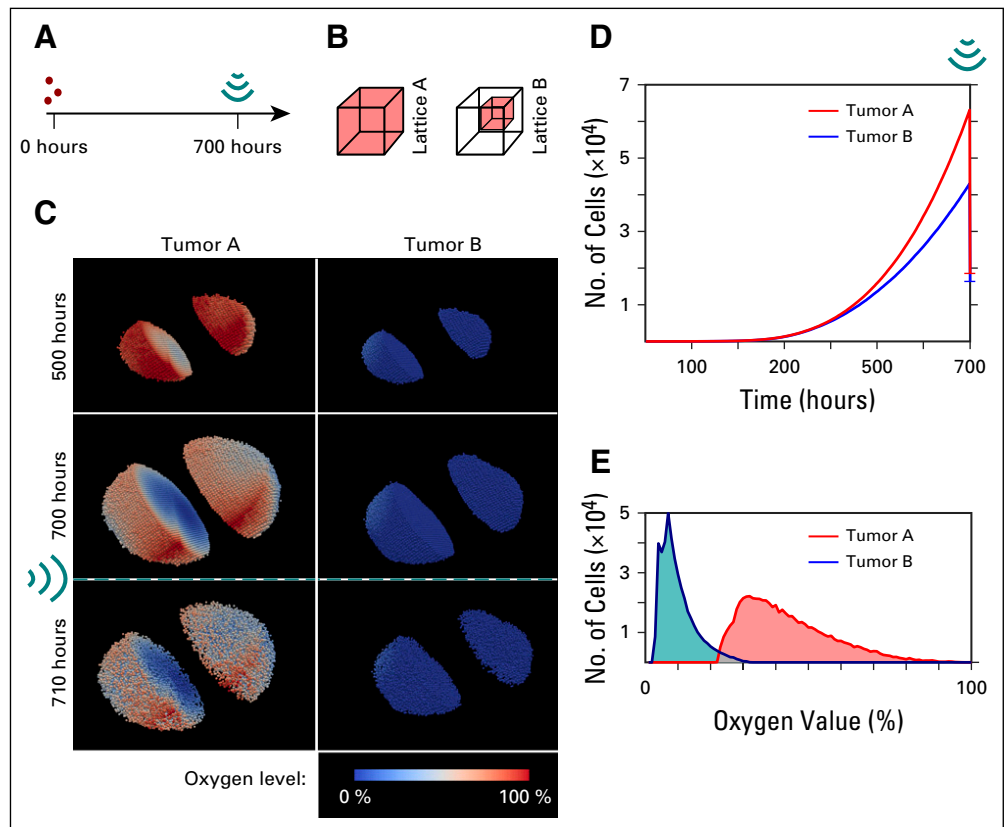 A
0 hours
700 hours
B
Lattice A
Lattice B
C
Tumor A
Tumor B
500 hours
700 hours
710 hours
Oxygen level:
0 %
100 %
D
No. of Cells (×10⁴)
7
5
3
1
Tumor A
Tumor B
100
200
500
700
Time (hours)
E
No. of Cells (×10⁴)
5
3
1
Tumor A
Tumor B
0
100
Oxygen Value (%)